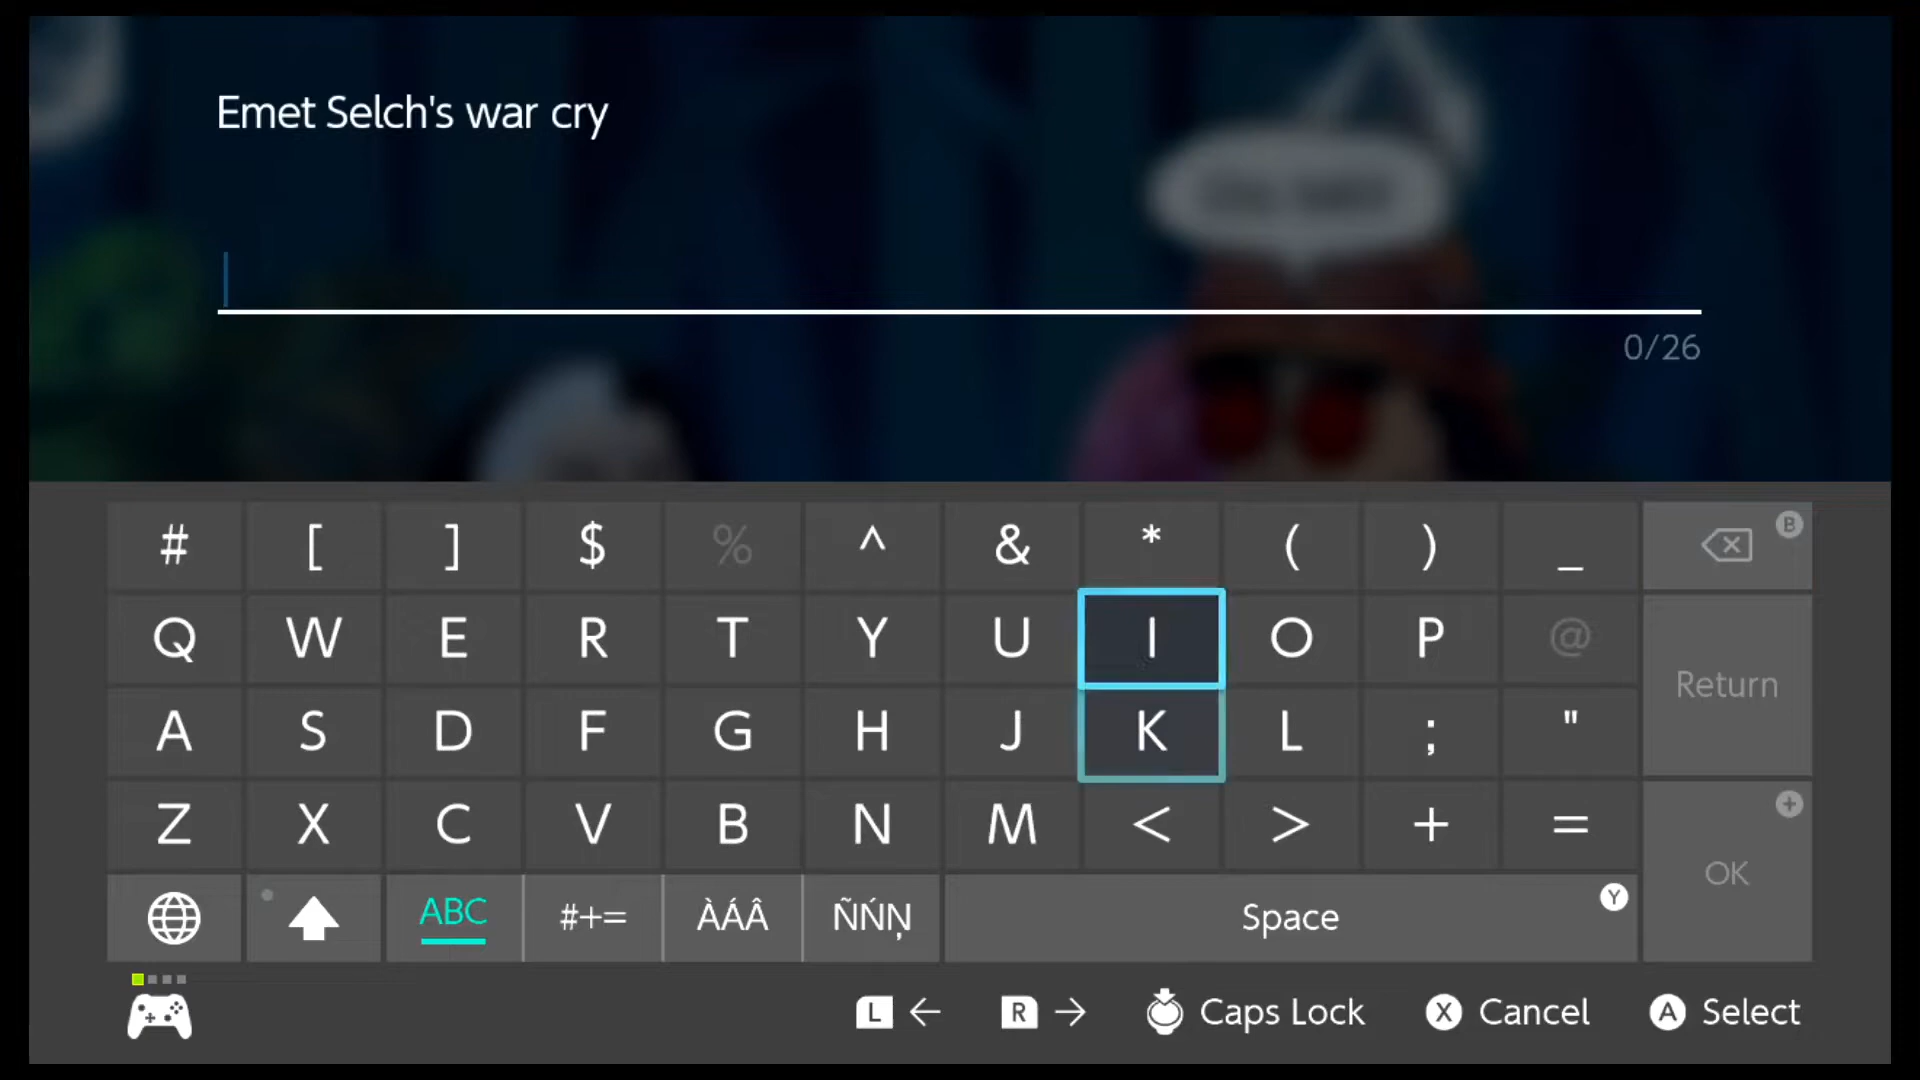 Emet Selch's war cry
0/26
# [ ] $ % ^ & * ( ) _ B
Q W E R T Y U I O P @ Return
A S D F G H J K L ; "
Z X C V B N M < > + = OK
ABC #+= ÀÁÂ ÑŃŅ Space Y
L ← R → Caps Lock X Cancel A Select